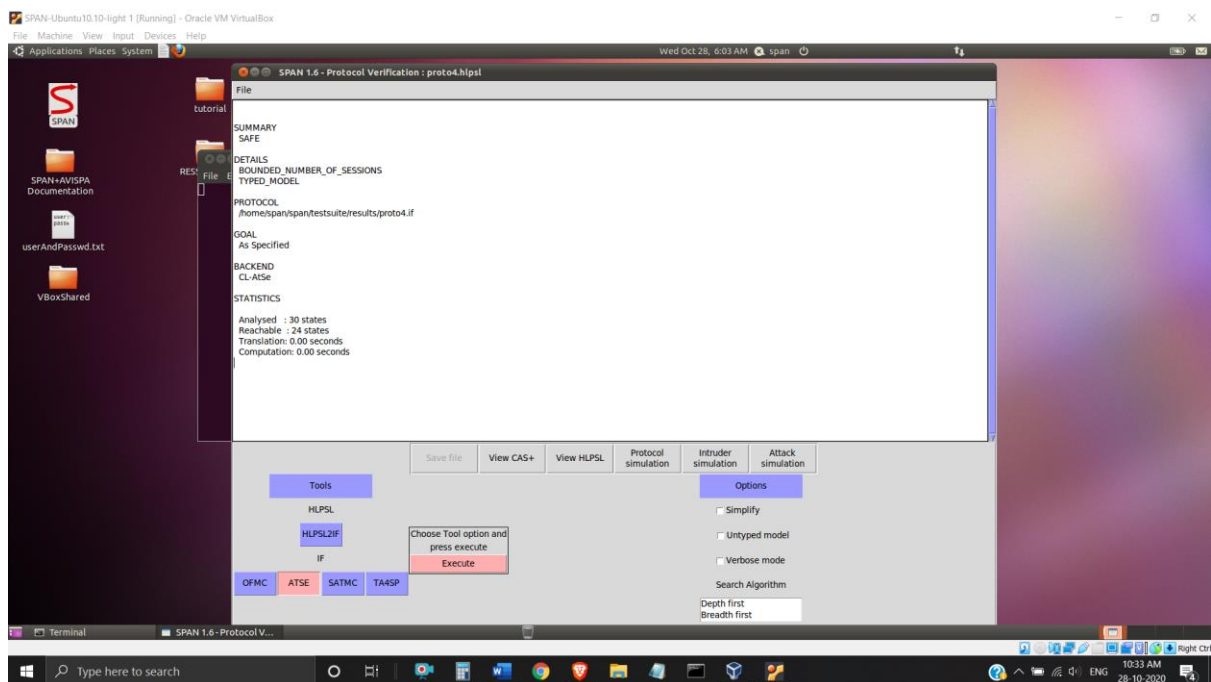 SPAN-Ubuntu10.10-light 1 [Running] - Oracle VM VirtualBox
File Machine View Input Devices Help
Applications Places System
Wed Oct 28, 6:03 AM
span
SPAN 1.6 - Protocol Verification : proto4.hlpsl
File
SPAN
tutorial
SPAN+AVISPA
Documentation
RES
File E
userAndPasswd.txt
VBoxShared
SUMMARY
SAFE
DETAILS
BOUNDED_NUMBER_OF_SESSIONS
TYPED_MODEL
PROTOCOL
/home/span/span/testsuite/results/proto4.if
GOAL
As Specified
BACKEND
CL-AtSe
STATISTICS
Analysed : 30 states
Reachable : 24 states
Translation: 0.00 seconds
Computation: 0.00 seconds
Save file
View CAS+
View HLPSL
Protocol
simulation
Intruder
simulation
Attack
simulation
Tools
HLPSL
HLPSL2IF
IF
OFMC
ATSE
SATMC
TA4SP
Choose Tool option and
press execute
Execute
Options
Simplify
Untyped model
Verbose mode
Search Algorithm
Depth first
Breadth first
Terminal
SPAN 1.6 - Protocol V...
Right Ctrl
Type here to search
ENG
10:33 AM
28-10-2020